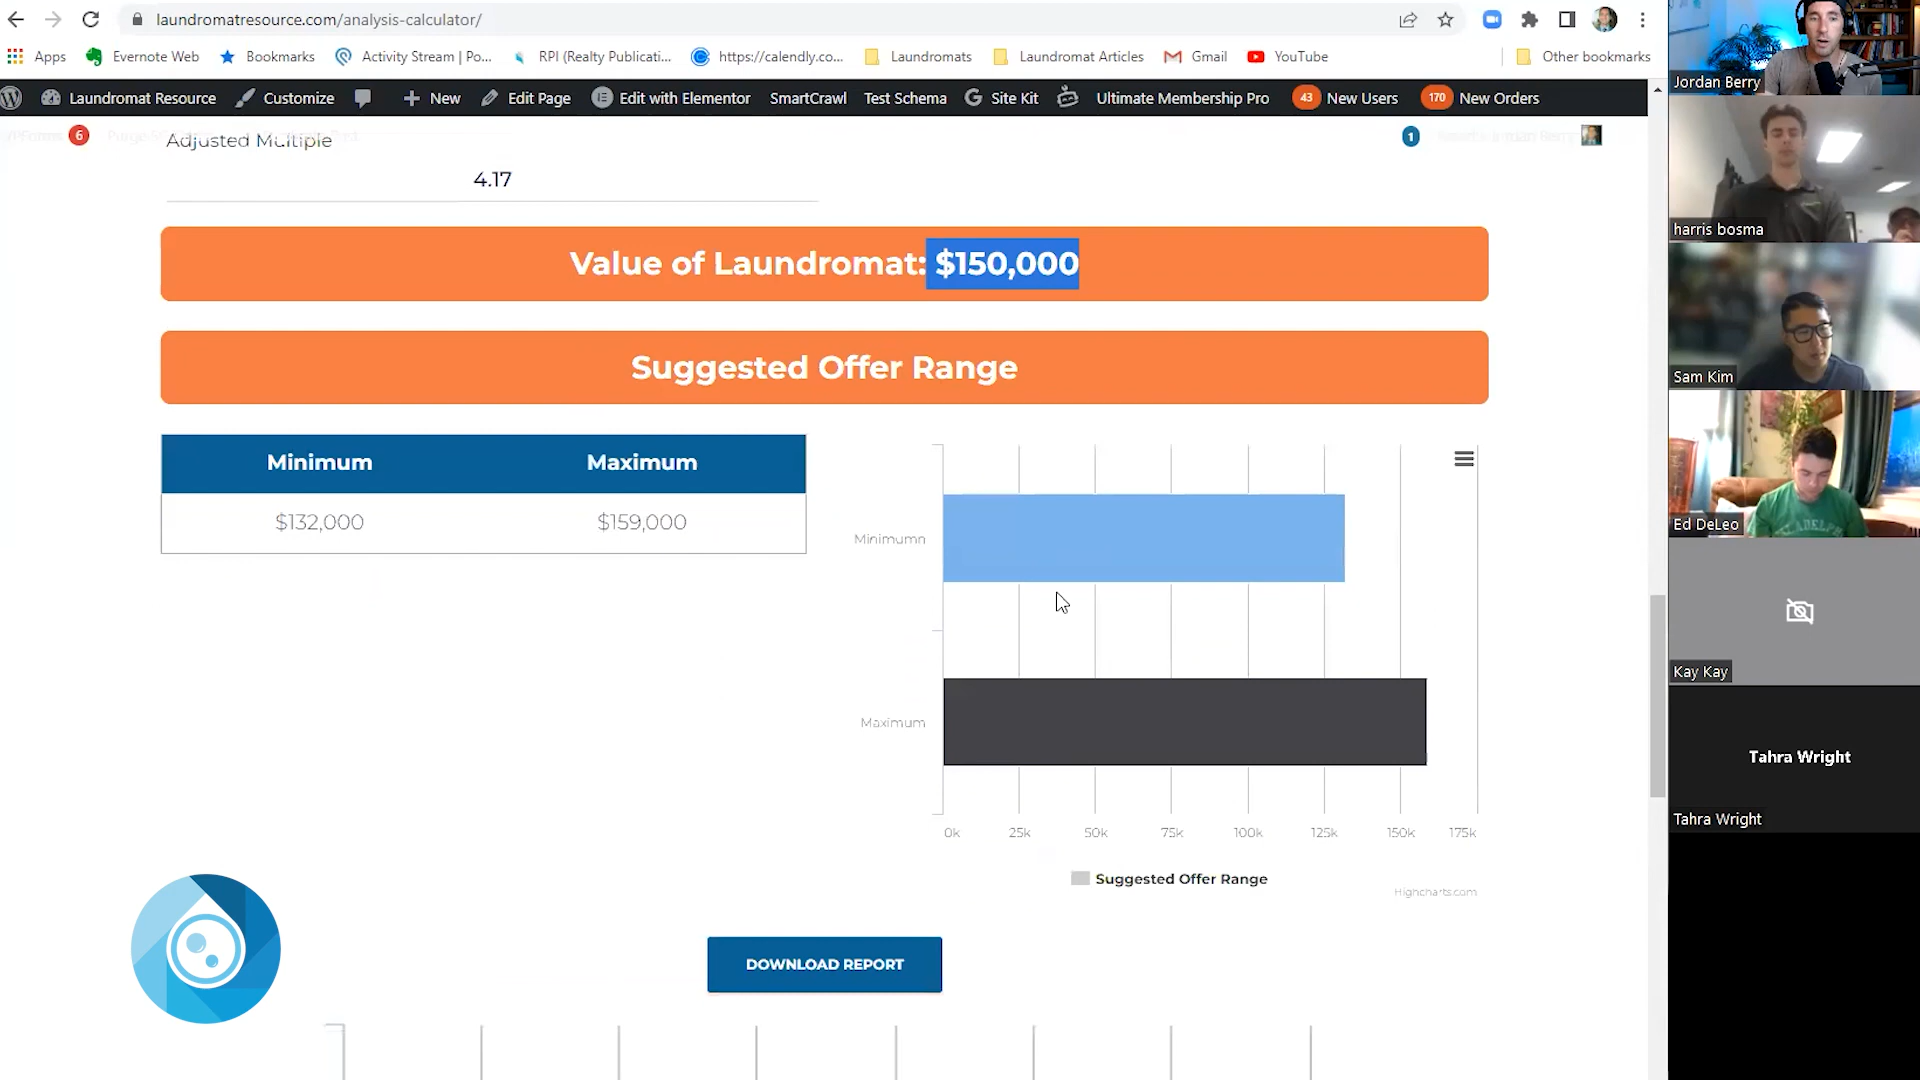 laundromatresource.com/analysis-calculator/
Apps Evernote Web Bookmarks Activity Stream | Po... RPI (Realty Publicati... https://calendly.co... Laundromats Laundromat Articles Gmail YouTube Other bookmarks
Laundromat Resource Customize New Edit Page Edit with Elementor SmartCrawl Test Schema Site Kit Ultimate Membership Pro 43 New Users 170 New Orders
6 1
Adjusted Multiple
4.17
Value of Laundromat: $150,000
Suggested Offer Range
Minimum Maximum
$132,000 $159,000
Minimumn
Maximum
0k 25k 50k 75k 100k 125k 150k 175k
Suggested Offer Range
Highcharts.com
DOWNLOAD REPORT
Jordan Berry
harris bosma
Sam Kim
Ed DeLeo
Kay Kay
Tahra Wright
Tahra Wright